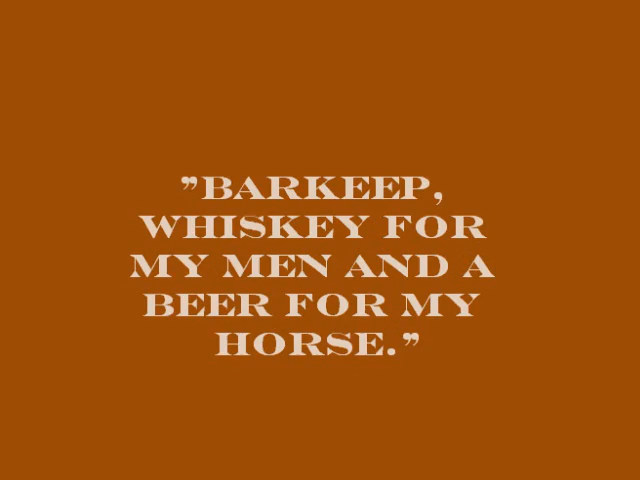 ”BARKEEP,
WHISKEY FOR
MY MEN AND A
BEER FOR MY
HORSE.”